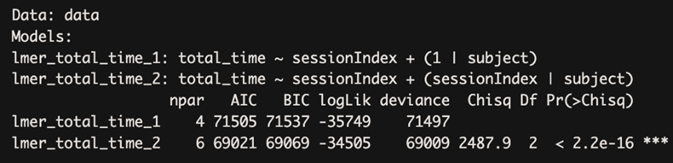 Data: data
Models:
lmer_total_time_1: total_time ~ sessionIndex + (1 | subject)
lmer_total_time_2: total_time ~ sessionIndex + (sessionIndex | subject)
npar AIC BIC logLik deviance Chisq Df Pr(>Chisq)
lmer_total_time_1 4 71505 71537 -35749 71497
lmer_total_time_2 6 69021 69069 -34505 69009 2487.9 2 < 2.2e-16 ***